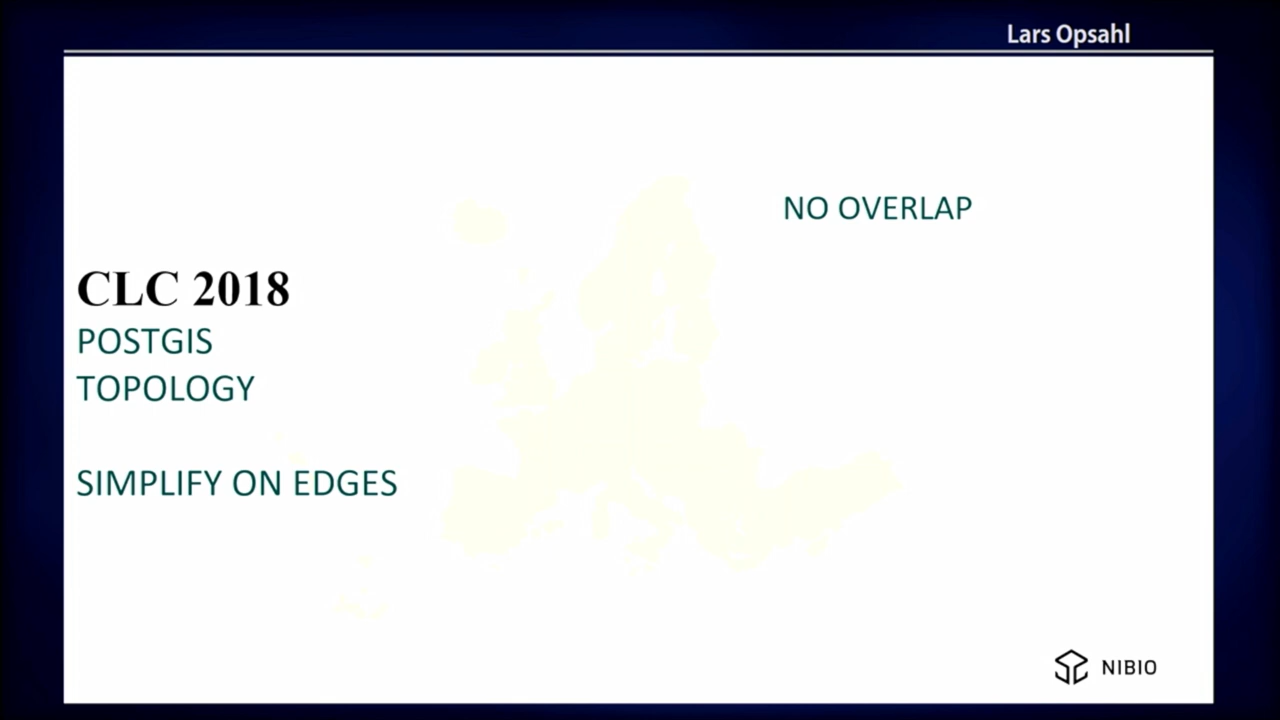 Lars Opsahl
NO OVERLAP
CLC 2018
POSTGIS
TOPOLOGY
SIMPLIFY ON EDGES
NIBIO